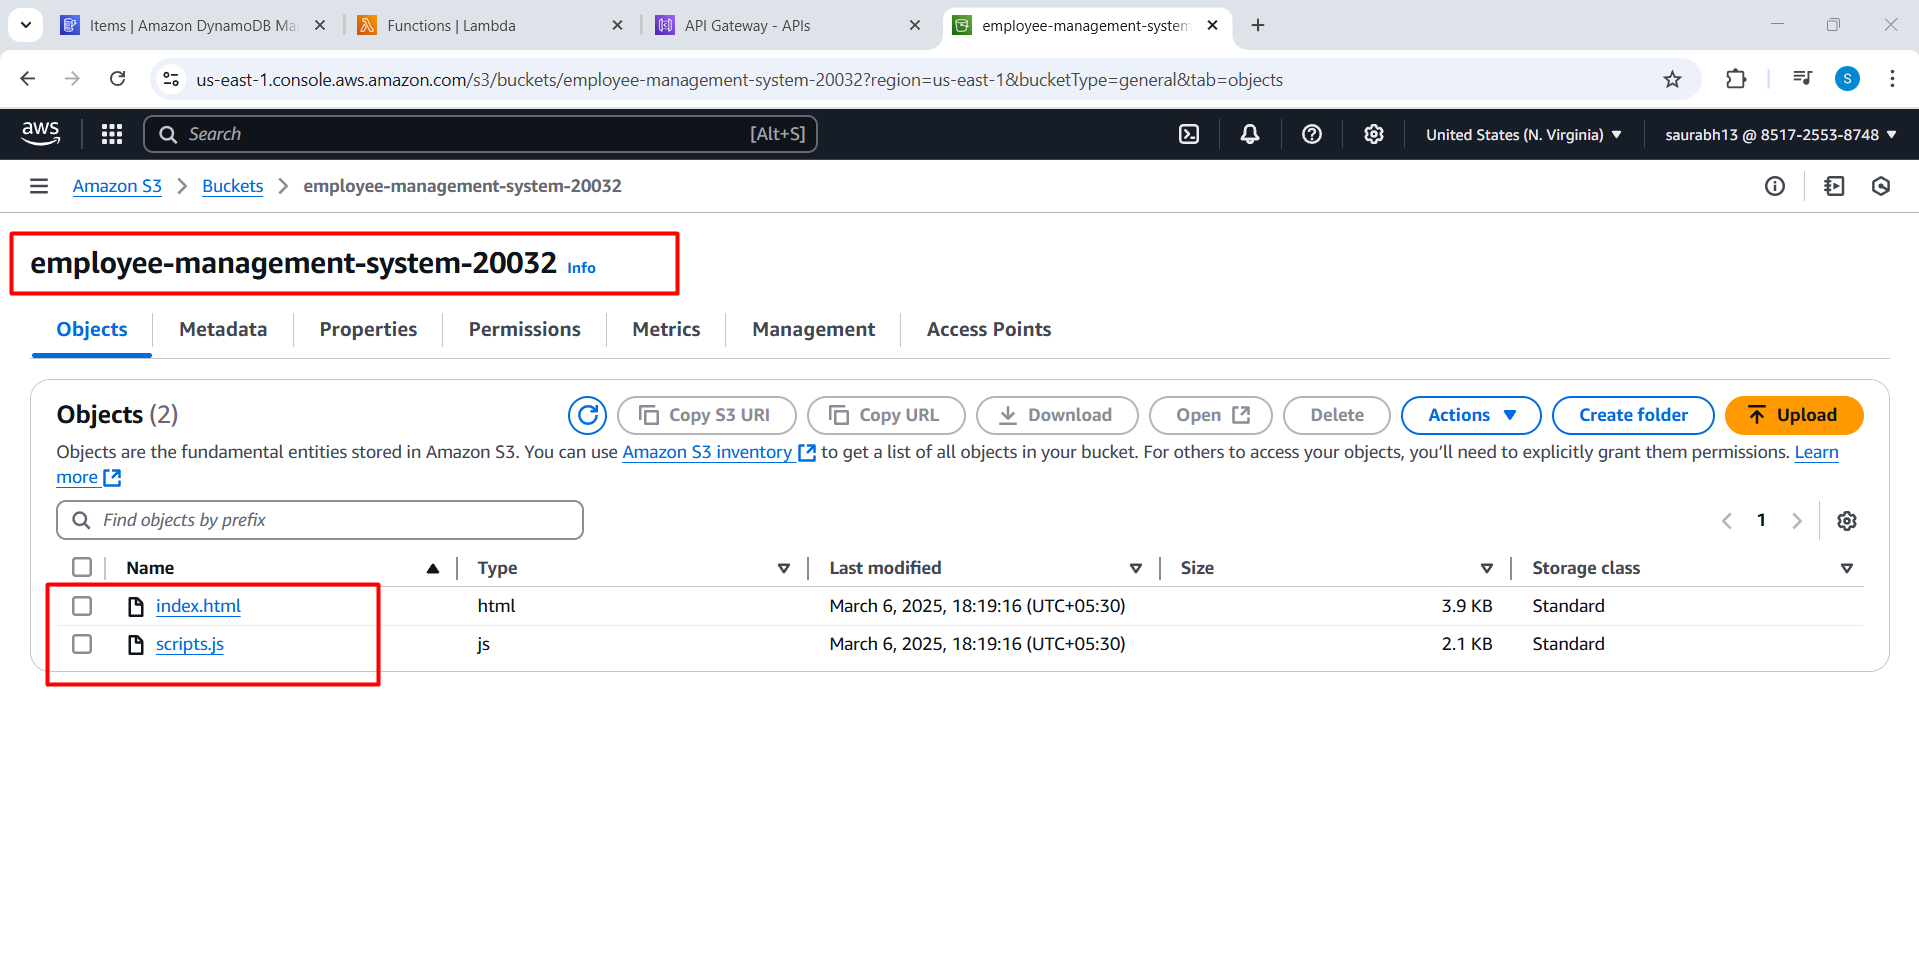 Items | Amazon DynamoDB Ma
Functions | Lambda
API Gateway - APIs
employee-management-system
us-east-1.console.aws.amazon.com/s3/buckets/employee-management-system-20032?region=us-east-1&bucketType=general&tab=objects
S
aws
Search [Alt+S]
United States (N. Virginia)
saurabh13 @ 8517-2553-8748
Amazon S3 > Buckets > employee-management-system-20032
employee-management-system-20032 Info
Objects Metadata Properties Permissions Metrics Management Access Points
Objects (2)
Copy S3 URI
Copy URL
Download
Open
Delete
Actions
Create folder
Upload
Objects are the fundamental entities stored in Amazon S3. You can use Amazon S3 inventory to get a list of all objects in your bucket. For others to access your objects, you'll need to explicitly grant them permissions. Learn
more
Find objects by prefix
1
Name Type Last modified Size Storage class
index.html html March 6, 2025, 18:19:16 (UTC+05:30) 3.9 KB Standard
scripts.js js March 6, 2025, 18:19:16 (UTC+05:30) 2.1 KB Standard